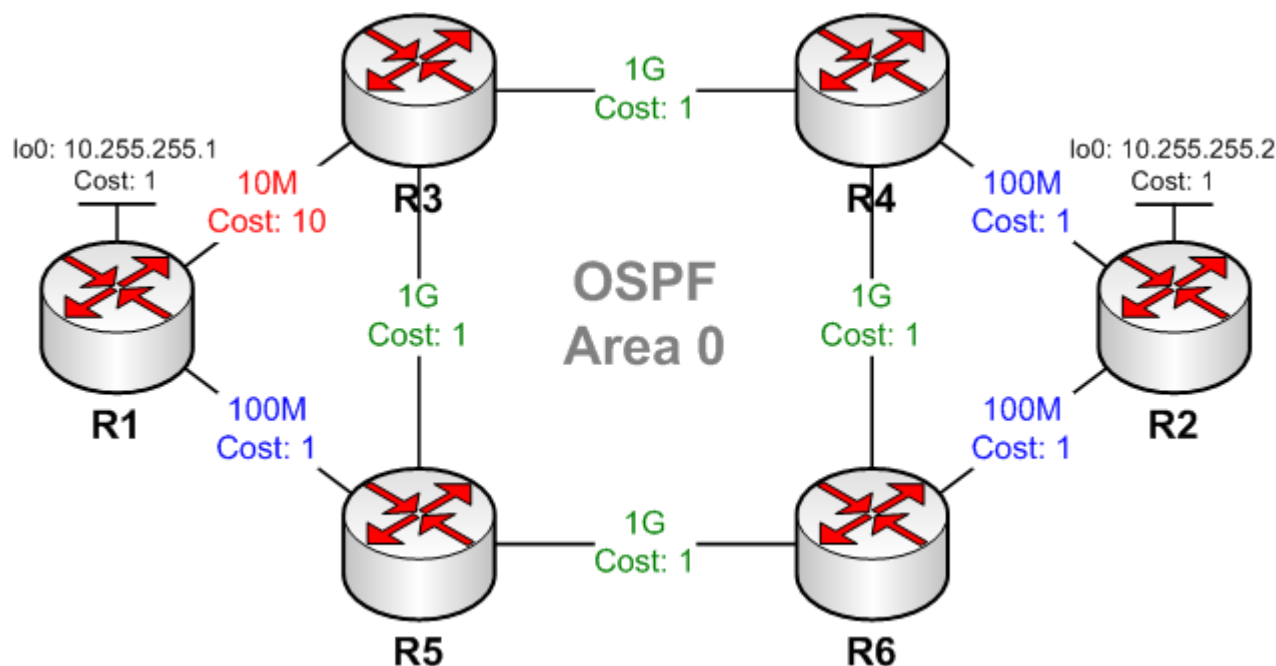 1G
Cost: 1
lo0: 10.255.255.1
Cost: 1
lo0: 10.255.255.2
Cost: 1
10M
Cost: 10
R3
R4
100M
Cost: 1
OSPF
Area 0
1G
Cost: 1
1G
Cost: 1
R1
R2
100M
Cost: 1
100M
Cost: 1
1G
Cost: 1
R5
R6